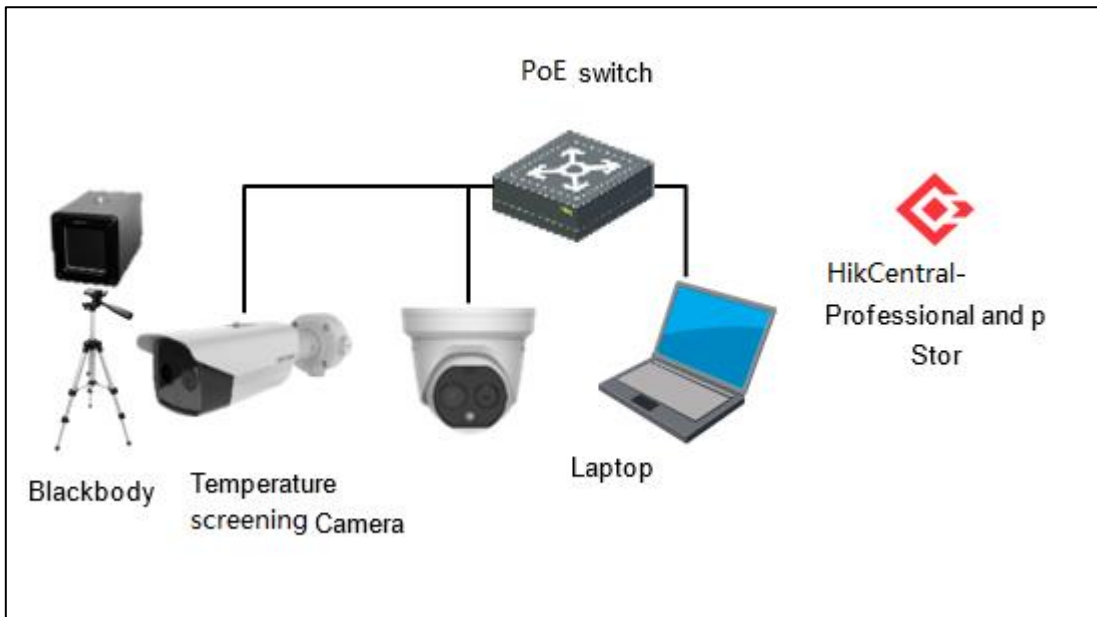 PoE switch
HikCentral-
Professional and p
Stor
Laptop
Blackbody
Temperature
screening Camera